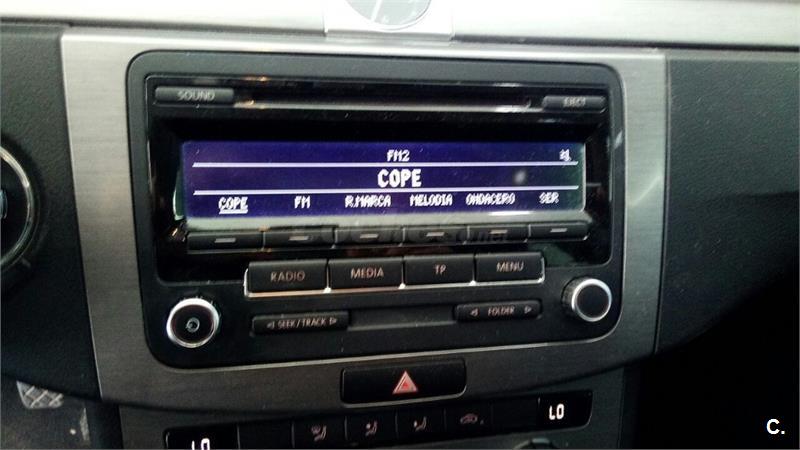 SOUND
EJECT
FM2
COPE
COPE FM R.MARCA MELODIA ONDACERO SER
RADIO MEDIA TP MENU
SEEK/TRACK FOLDER
LO LO
C.